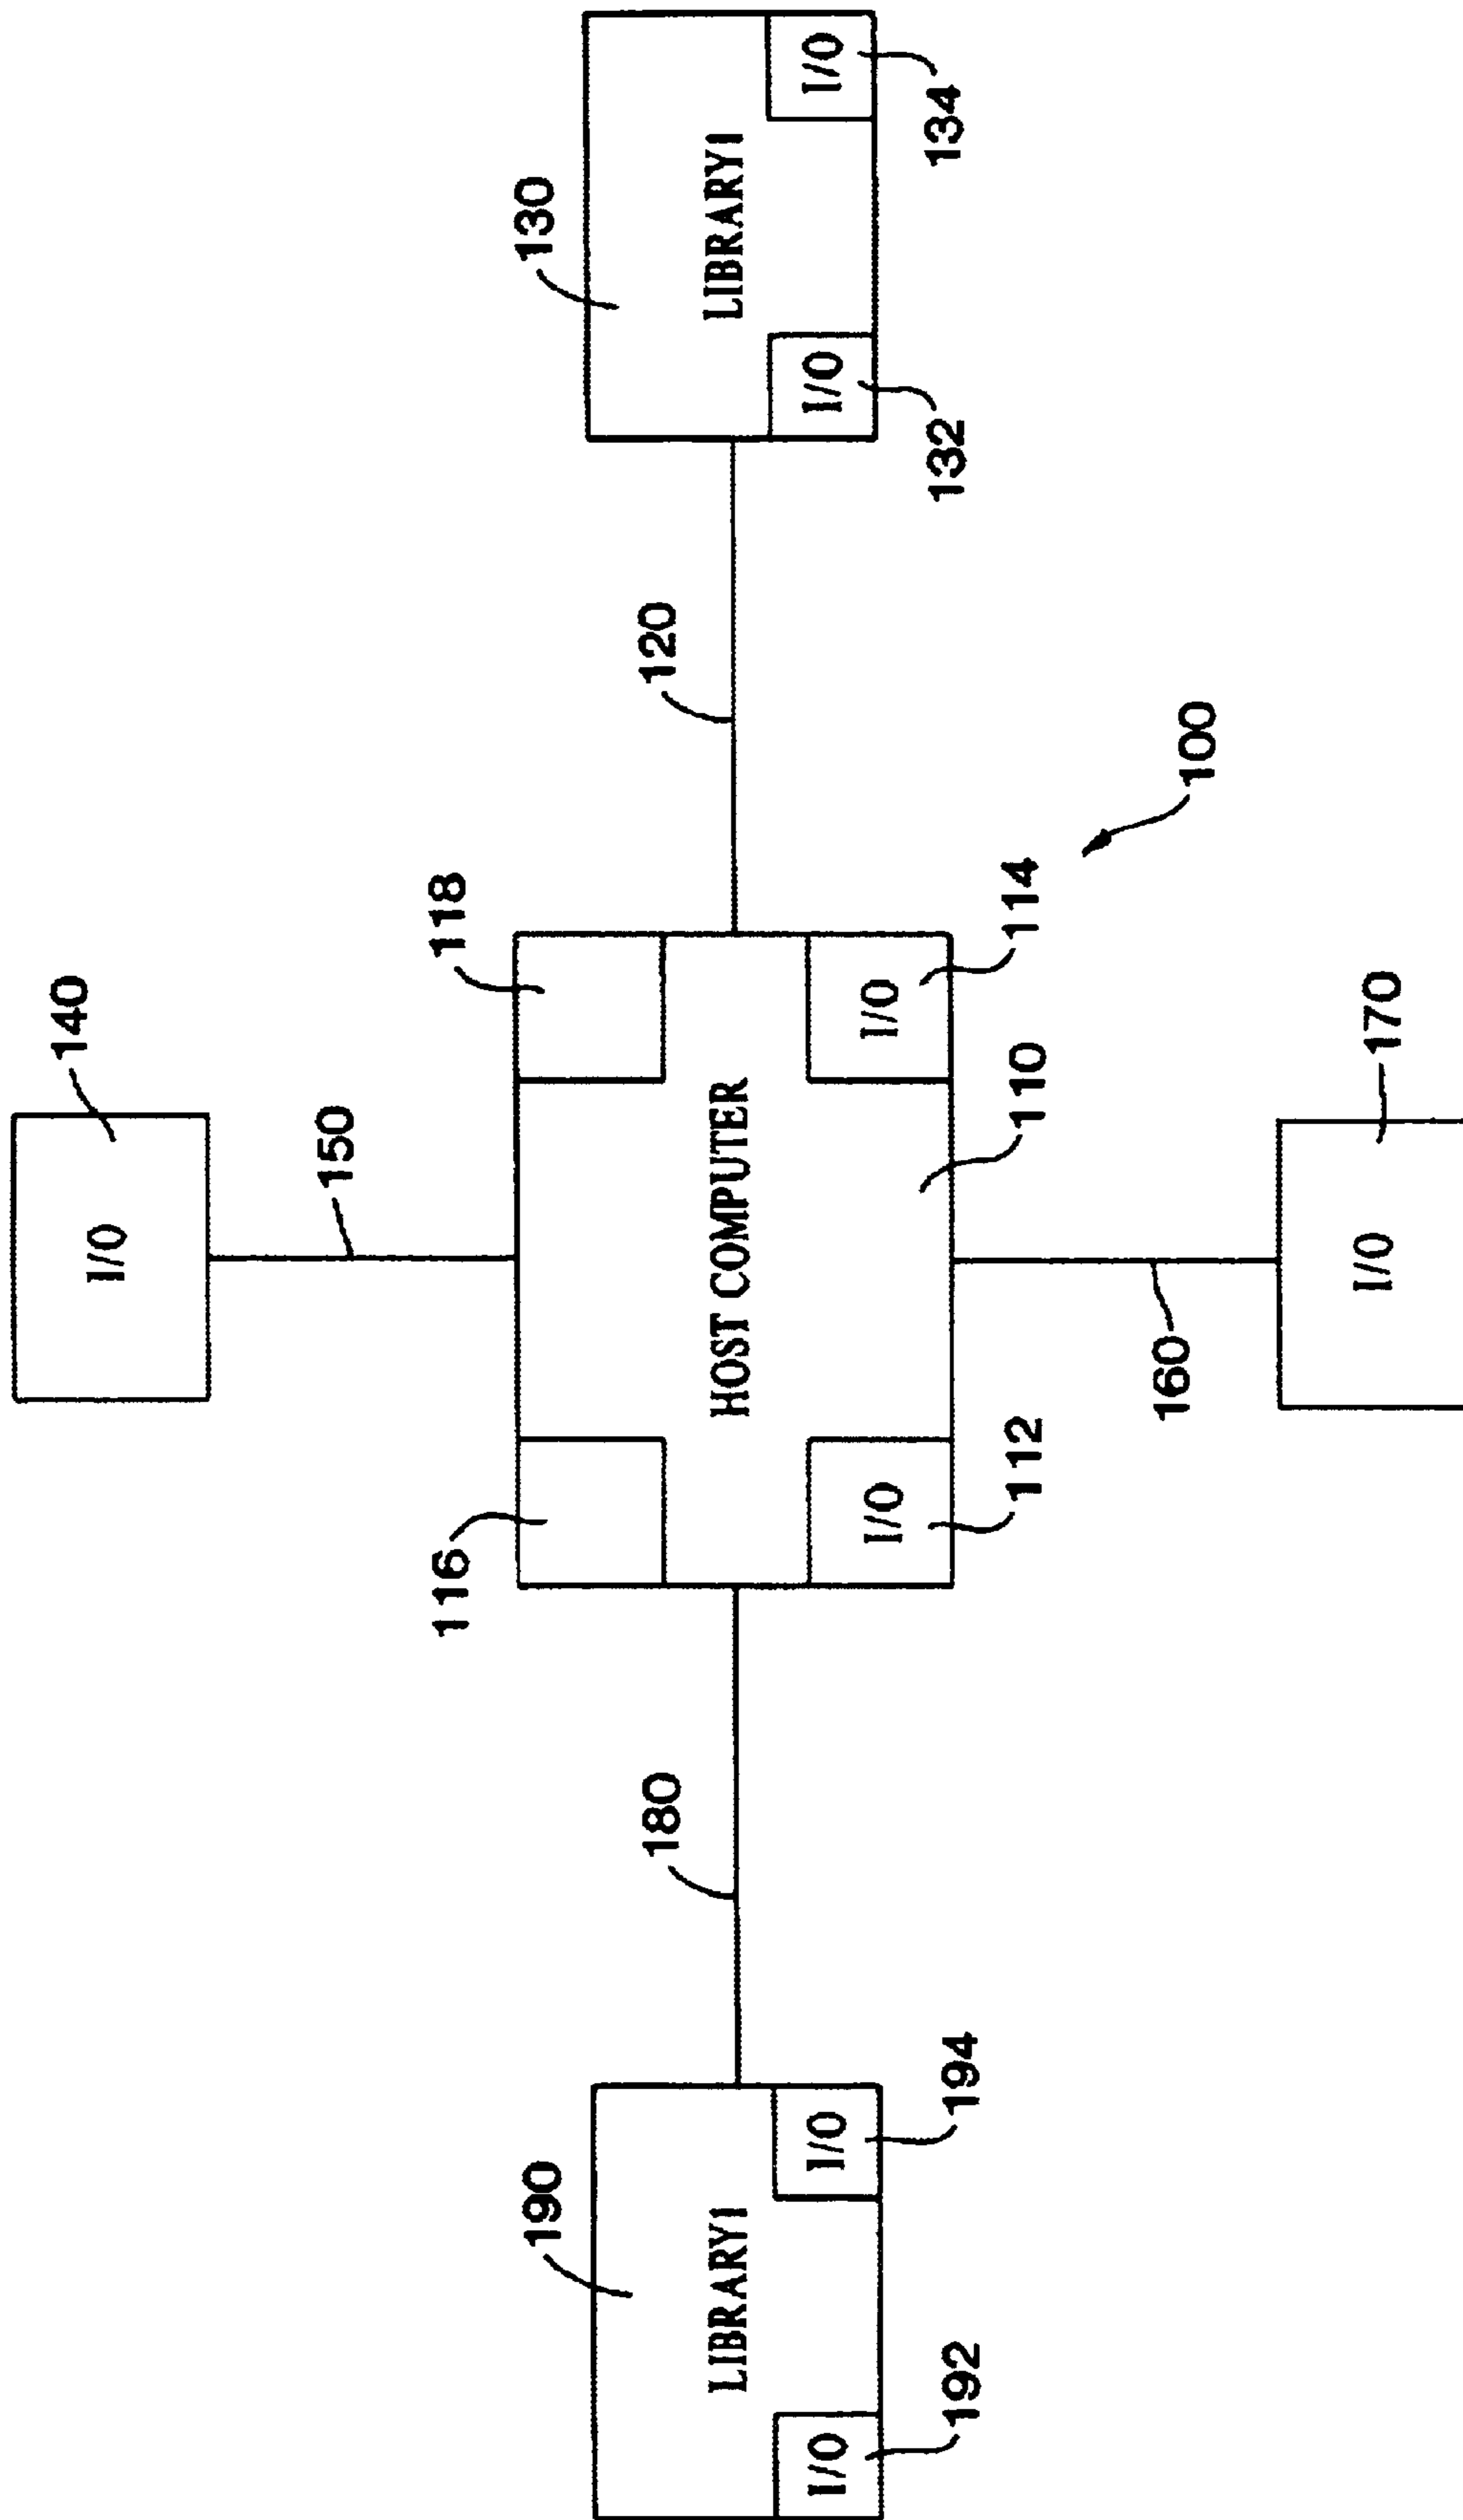 140
I/O
150
116
118
190
180
120
130
LIBRARY1
HOST COMPUTER
LIBRARY1
I/O
I/O
I/O
I/O
I/O
I/O
192
194
112
110
114
132
134
160
100
I/O
170